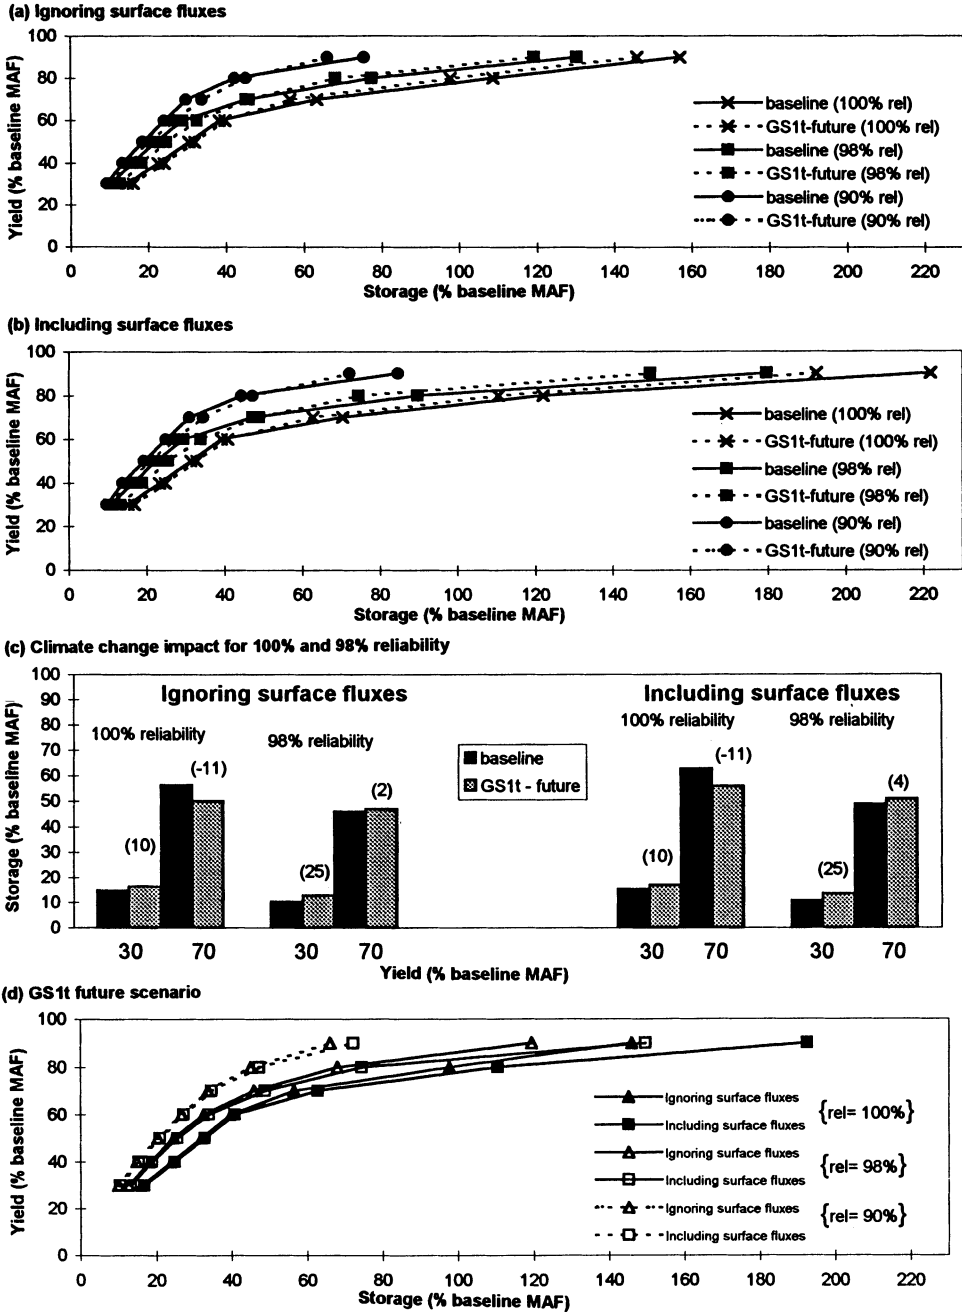 (a) Ignoring surface fluxes
Yield (% baseline MAF)
100
80
60
40
20
0
baseline (100% rel)
GS1t-future (100% rel)
baseline (98% rel)
GS1t-future (98% rel)
baseline (90% rel)
GS1t-future (90% rel)
0 20 40 60 80 100 120 140 160 180 200 220
Storage (% baseline MAF)
(b) Including surface fluxes
Yield (% baseline MAF)
100
80
60
40
20
0
baseline (100% rel)
GS1t-future (100% rel)
baseline (98% rel)
GS1t-future (98% rel)
baseline (90% rel)
GS1t-future (90% rel)
0 20 40 60 80 100 120 140 160 180 200 220
Storage (% baseline MAF)
(c) Climate change impact for 100% and 98% reliability
Storage (% baseline MAF)
100
90
80
70
60
50
40
30
20
10
0
Ignoring surface fluxes
100% reliability
98% reliability
(10)
(-11)
(25)
(2)
baseline
GS1t - future
Including surface fluxes
100% reliability
98% reliability
(10)
(-11)
(25)
(4)
30 70 30 70 30 70 30 70
Yield (% baseline MAF)
(d) GS1t future scenario
Yield (% baseline MAF)
100
80
60
40
20
0
Ignoring surface fluxes
Including surface fluxes
{rel= 100%}
Ignoring surface fluxes
Including surface fluxes
{rel= 98%}
Ignoring surface fluxes
Including surface fluxes
{rel= 90%}
0 20 40 60 80 100 120 140 160 180 200 220
Storage (% baseline MAF)